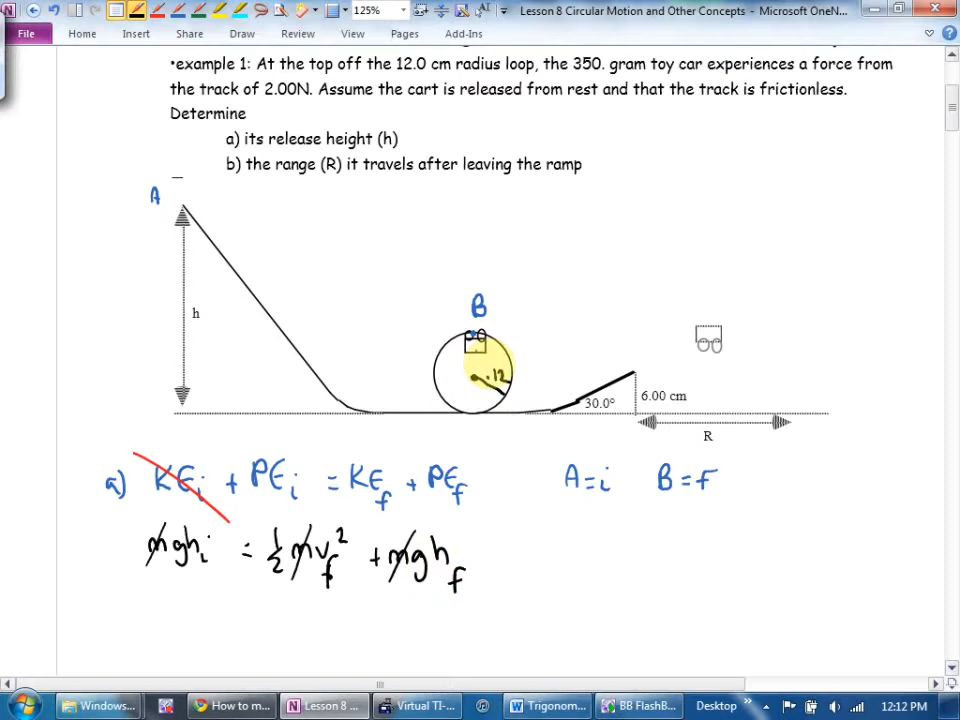 125%
Lesson 8 Circular Motion and Other Concepts - Microsoft OneN...
File Home Insert Share Draw Review View Pages Add-Ins
•example 1: At the top off the 12.0 cm radius loop, the 350. gram toy car experiences a force from
the track of 2.00N. Assume the cart is released from rest and that the track is frictionless.
Determine
a) its release height (h)
b) the range (R) it travels after leaving the ramp
A
B
h
.12
30.0°
6.00 cm
R
a) KEi + PEi = KEf + PEf A=i B=f
mghi = 1/2 mvf² + mghf
Windows... How to m... Lesson 8 ... Virtual TI-... Trigonom... BB FlashB... Desktop 12:12 PM